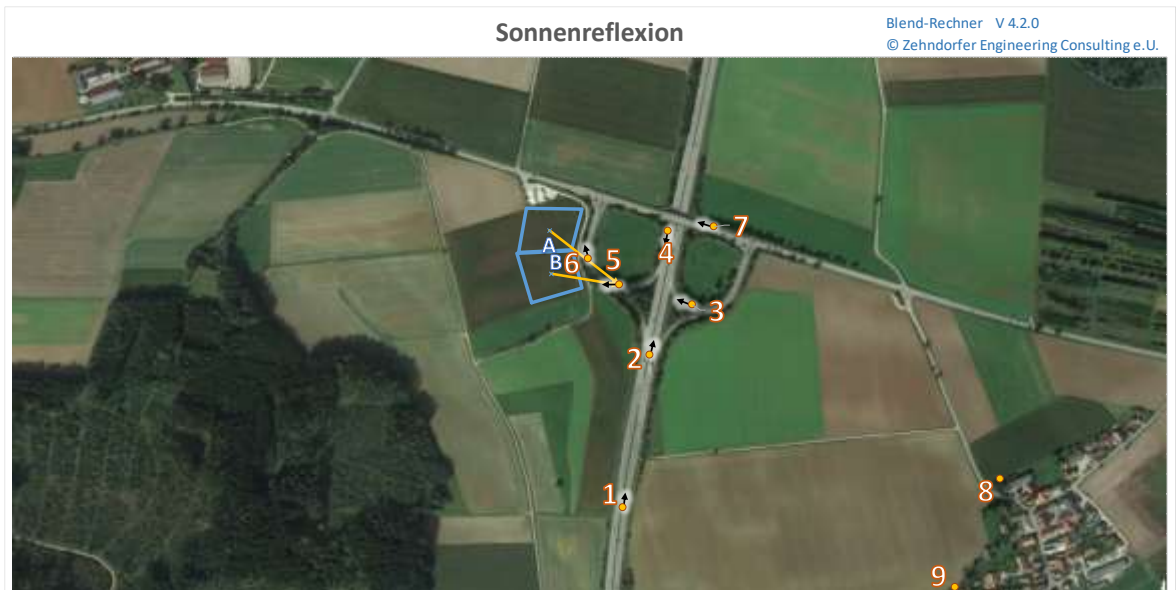 Sonnenreflexion
Blend-Rechner V 4.2.0
© Zehndorfer Engineering Consulting e.U.
A
B
6
5
4
7
3
2
1
8
9